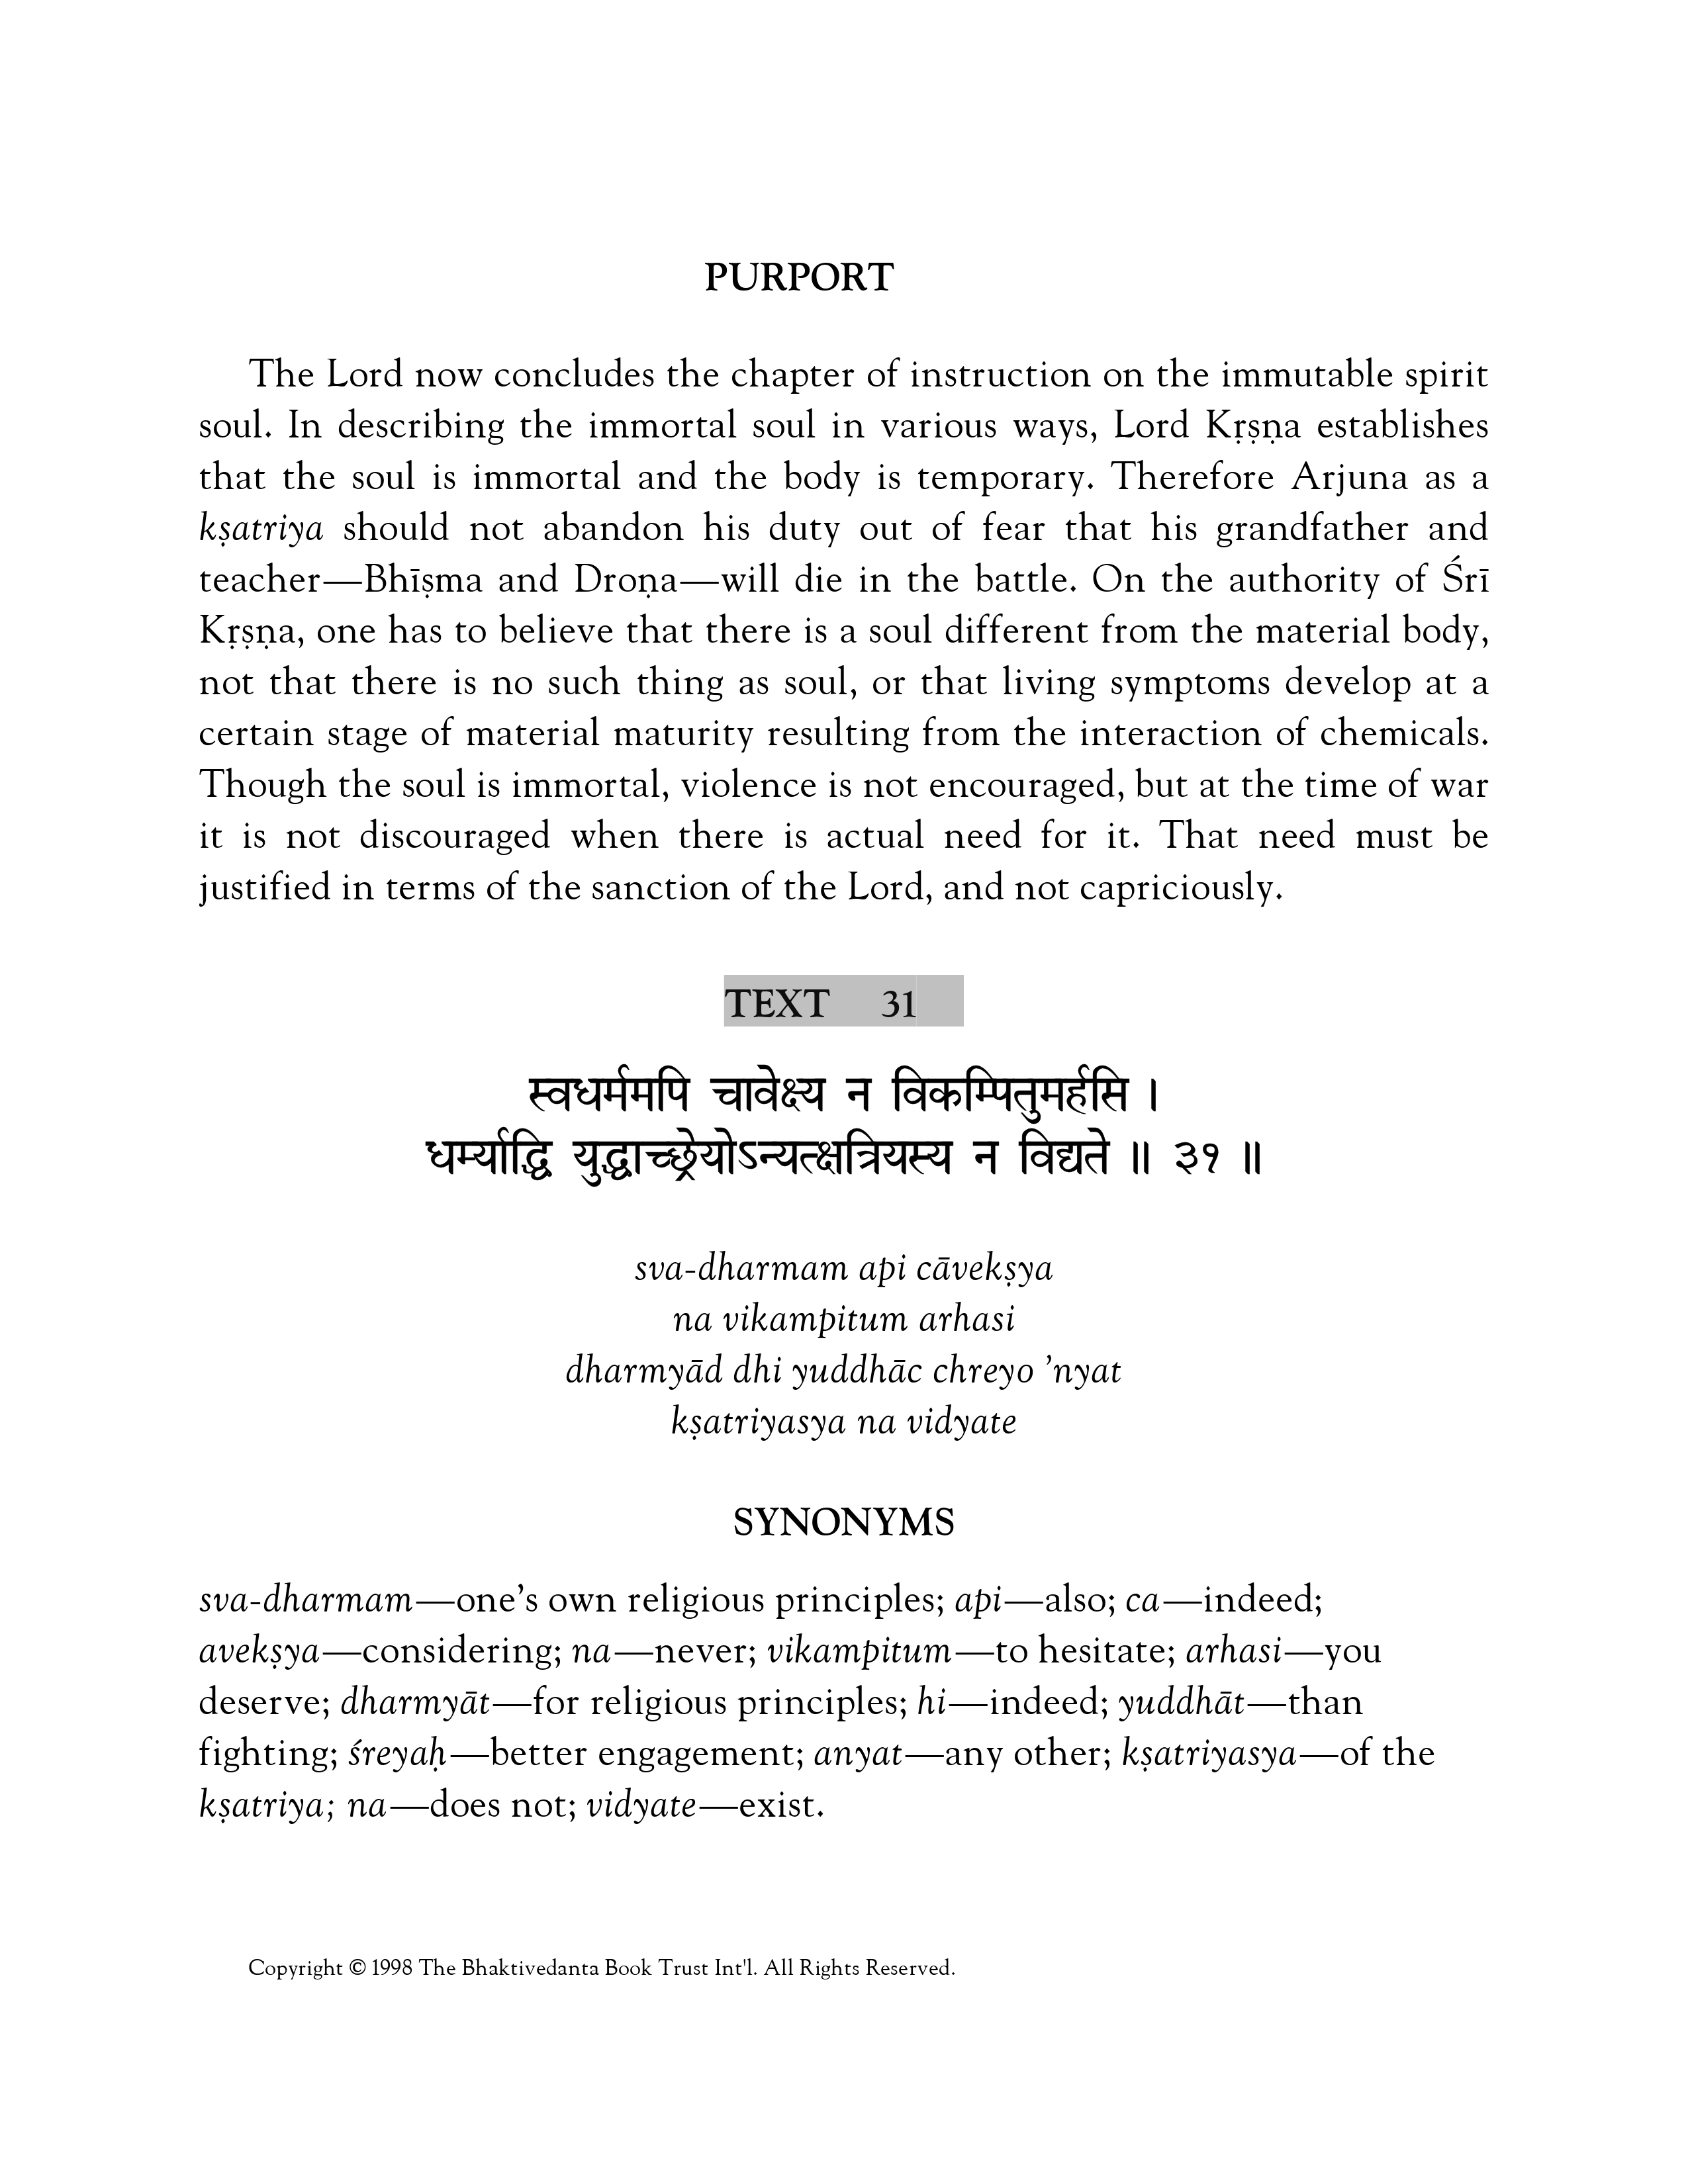 PURPORT
The Lord now concludes the chapter of instruction on the immutable spirit
soul. In describing the immortal soul in various ways, Lord Kṛṣṇa establishes
that the soul is immortal and the body is temporary. Therefore Arjuna as a
kṣatriya should not abandon his duty out of fear that his grandfather and
teacher—Bhīṣma and Droṇa—will die in the battle. On the authority of Śrī
Kṛṣṇa, one has to believe that there is a soul different from the material body,
not that there is no such thing as soul, or that living symptoms develop at a
certain stage of material maturity resulting from the interaction of chemicals.
Though the soul is immortal, violence is not encouraged, but at the time of war
it is not discouraged when there is actual need for it. That need must be
justified in terms of the sanction of the Lord, and not capriciously.
TEXT 31
स्वधर्ममपि चावेक्ष्य न विकम्पितुमर्हसि ।
धर्म्याद्धि युद्धाच्छ्रेयोऽन्यत्क्षत्रियस्य न विद्यते ॥ ३१ ॥
sva-dharmam api cāvekṣya
na vikampitum arhasi
dharmyād dhi yuddhāc chreyo ’nyat
kṣatriyasya na vidyate
SYNONYMS
sva-dharmam—one’s own religious principles; api—also; ca—indeed;
avekṣya—considering; na—never; vikampitum—to hesitate; arhasi—you
deserve; dharmyāt—for religious principles; hi—indeed; yuddhāt—than
fighting; śreyaḥ—better engagement; anyat—any other; kṣatriyasya—of the
kṣatriya; na—does not; vidyate—exist.
Copyright © 1998 The Bhaktivedanta Book Trust Int'l. All Rights Reserved.